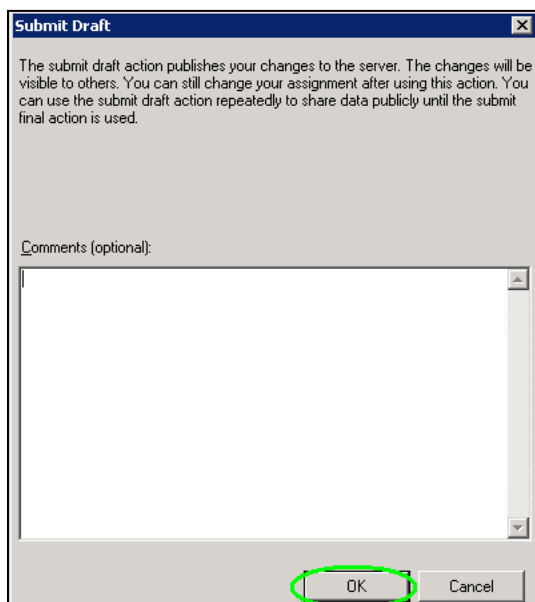 Submit Draft
The submit draft action publishes your changes to the server. The changes will be
visible to others. You can still change your assignment after using this action. You
can use the submit draft action repeatedly to share data publicly until the submit
final action is used.
Comments (optional):
OK Cancel